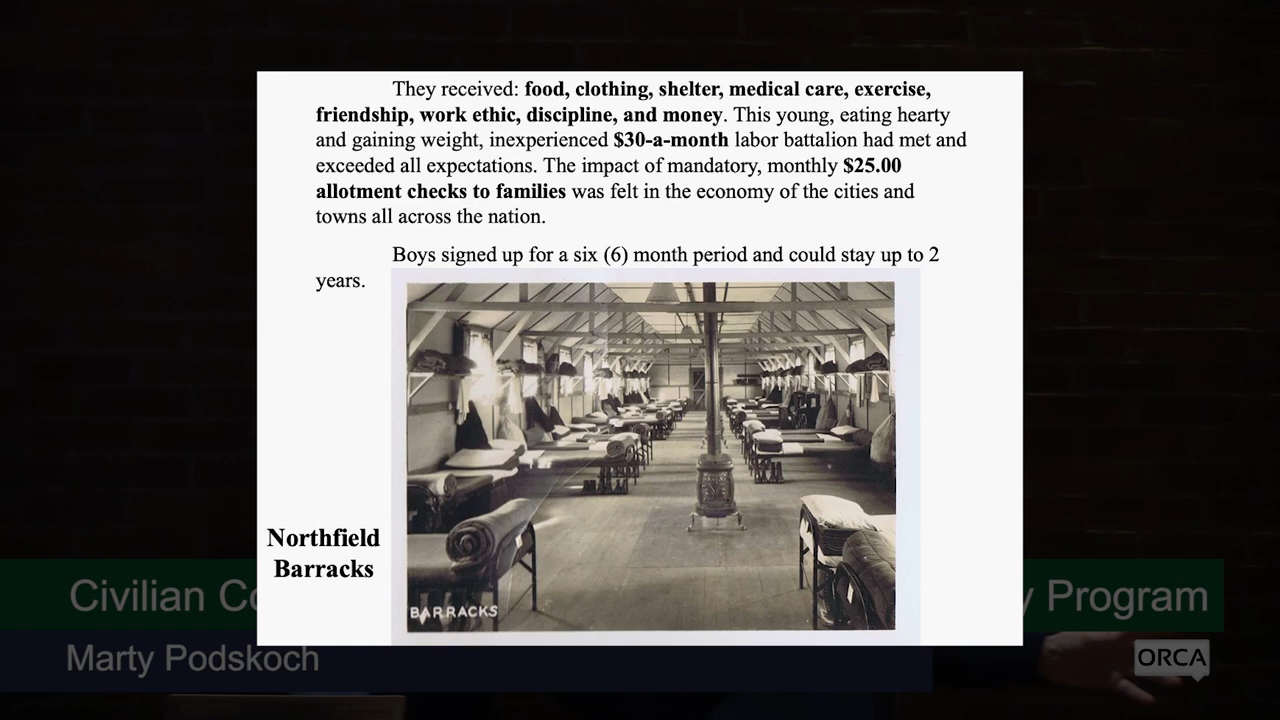 They received: food, clothing, shelter, medical care, exercise,
friendship, work ethic, discipline, and money. This young, eating hearty
and gaining weight, inexperienced $30-a-month labor battalion had met and
exceeded all expectations. The impact of mandatory, monthly $25.00
allotment checks to families was felt in the economy of the cities and
towns all across the nation.
Boys signed up for a six (6) month period and could stay up to 2
years.
Northfield
Barracks
BARRACKS
Civilian Co
y Program
Marty Podskoch
ORCA